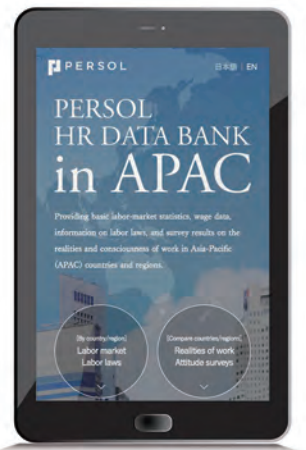 PERSOL
日本語 | EN
PERSOL
HR DATA BANK
in APAC
Providing basic labor-market statistics, wage data,
information on labor laws, and survey results on the
realities and consciousness of work in Asia-Pacific
(APAC) countries and regions.
[By country/region]
Labor market
Labor laws
[Compare countries/regions]
Realities of work
Attitude surveys